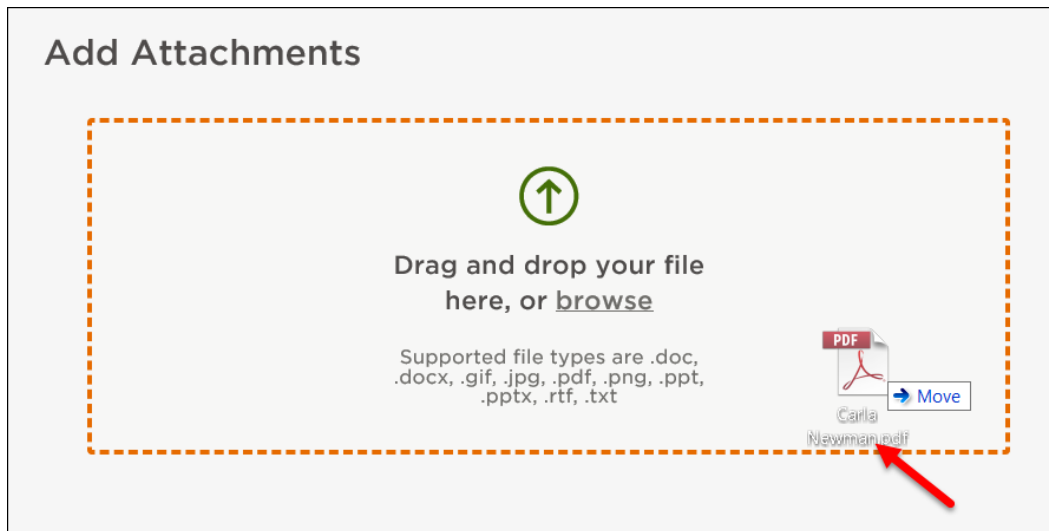 Add Attachments
Drag and drop your file
here, or browse
Supported file types are .doc,
.docx, .gif, .jpg, .pdf, .png, .ppt,
.pptx, .rtf, .txt
PDF
Move
Carla
Newman.pdf